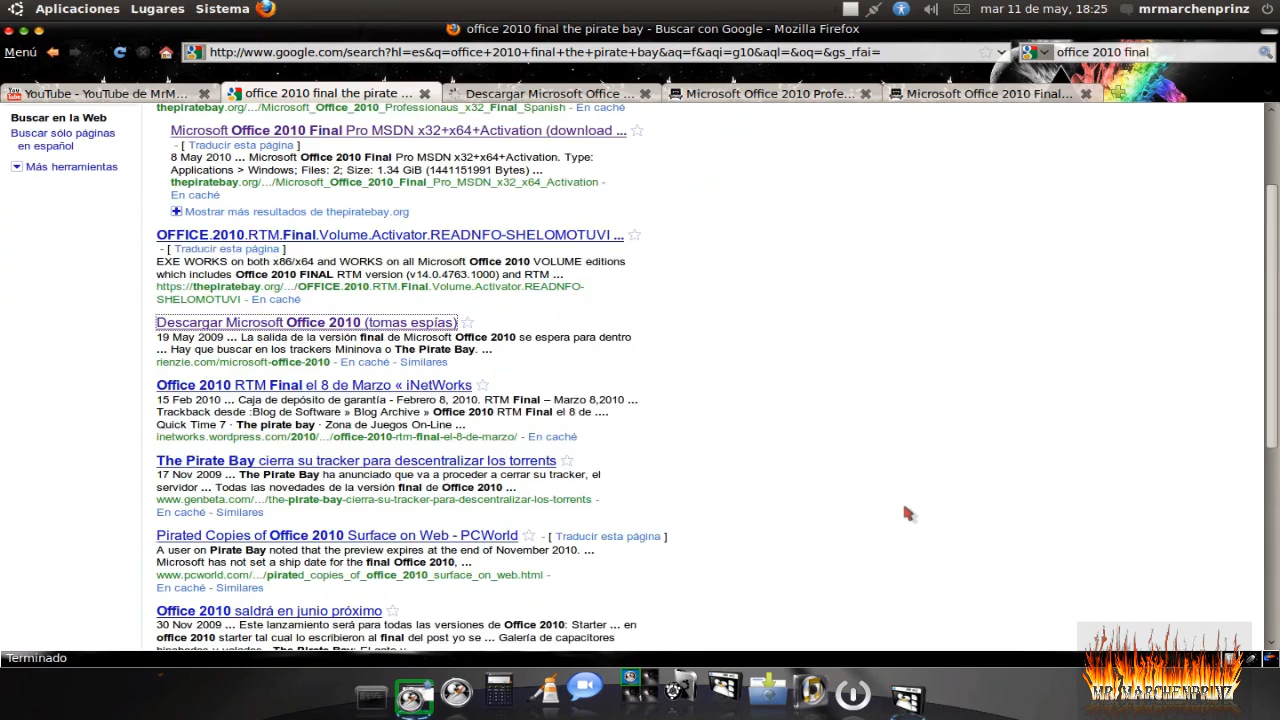 Aplicaciones Lugares Sistema
mar 11 de may, 18:25 mrmarchenprinz
office 2010 final the pirate bay - Buscar con Google - Mozilla Firefox
Menú http://www.google.com/search?hl=es&q=office+2010+final+the+pirate+bay&aq=f&aqi=g10&aql=&oq=&gs_rfai= office 2010 final
YouTube - YouTube de MrM... office 2010 final the pirate ... Descargar Microsoft Office ... Microsoft Office 2010 Profe... Microsoft Office 2010 Final...
Buscar en la Web
Buscar sólo páginas
en español
Más herramientas
thepiratebay.org/.../Microsoft_Office_2010_Professionaus_x32_Final_Spanish - En caché
Microsoft Office 2010 Final Pro MSDN x32+x64+Activation (download ...
- [ Traducir esta página ]
8 May 2010 ... Microsoft Office 2010 Final Pro MSDN x32+x64+Activation. Type:
Applications > Windows; Files: 2; Size: 1.34 GiB (1441151991 Bytes) ...
thepiratebay.org/.../Microsoft_Office_2010_Final_Pro_MSDN_x32_x64_Activation -
En caché
Mostrar más resultados de thepiratebay.org
OFFICE.2010.RTM.Final.Volume.Activator.READNFO-SHELOMOTUVI ...
- [ Traducir esta página ]
EXE WORKS on both x86/x64 and WORKS on all Microsoft Office 2010 VOLUME editions
which includes Office 2010 FINAL RTM version (v14.0.4763.1000) and RTM ...
https://thepiratebay.org/.../OFFICE.2010.RTM.Final.Volume.Activator.READNFO-
SHELOMOTUVI - En caché
Descargar Microsoft Office 2010 (tomas espías)
19 May 2009 ... La salida de la versión final de Microsoft Office 2010 se espera para dentro
... Hay que buscar en los trackers Mininova o The Pirate Bay. ...
rienzie.com/microsoft-office-2010 - En caché - Similares
Office 2010 RTM Final el 8 de Marzo « iNetWorks
15 Feb 2010 ... Caja de depósito de garantía - Febrero 8, 2010. RTM Final – Marzo 8,2010 ...
Trackback desde :Blog de Software » Blog Archive » Office 2010 RTM Final el 8 de ....
Quick Time 7 · The pirate bay · Zona de Juegos On-Line ...
inetworks.wordpress.com/2010/.../office-2010-rtm-final-el-8-de-marzo/ - En caché
The Pirate Bay cierra su tracker para descentralizar los torrents
17 Nov 2009 ... The Pirate Bay ha anunciado que va a proceder a cerrar su tracker, el
servidor ... Todas las novedades de la versión final de Office 2010 ...
www.genbeta.com/.../the-pirate-bay-cierra-su-tracker-para-descentralizar-los-torrents -
En caché - Similares
Pirated Copies of Office 2010 Surface on Web - PCWorld - [ Traducir esta página ]
A user on Pirate Bay noted that the preview expires at the end of November 2010. ...
Microsoft has not set a ship date for the final Office 2010, ...
www.pcworld.com/.../pirated_copies_of_office_2010_surface_on_web.html -
En caché - Similares
Office 2010 saldrá en junio próximo
30 Nov 2009 ... Este lanzamiento será para todas las versiones de Office 2010: Starter ... en
office 2010 starter tal cual lo escribieron al final del post yo se ... Galería de capacitores
Terminado
MR MARCHENPRINZ